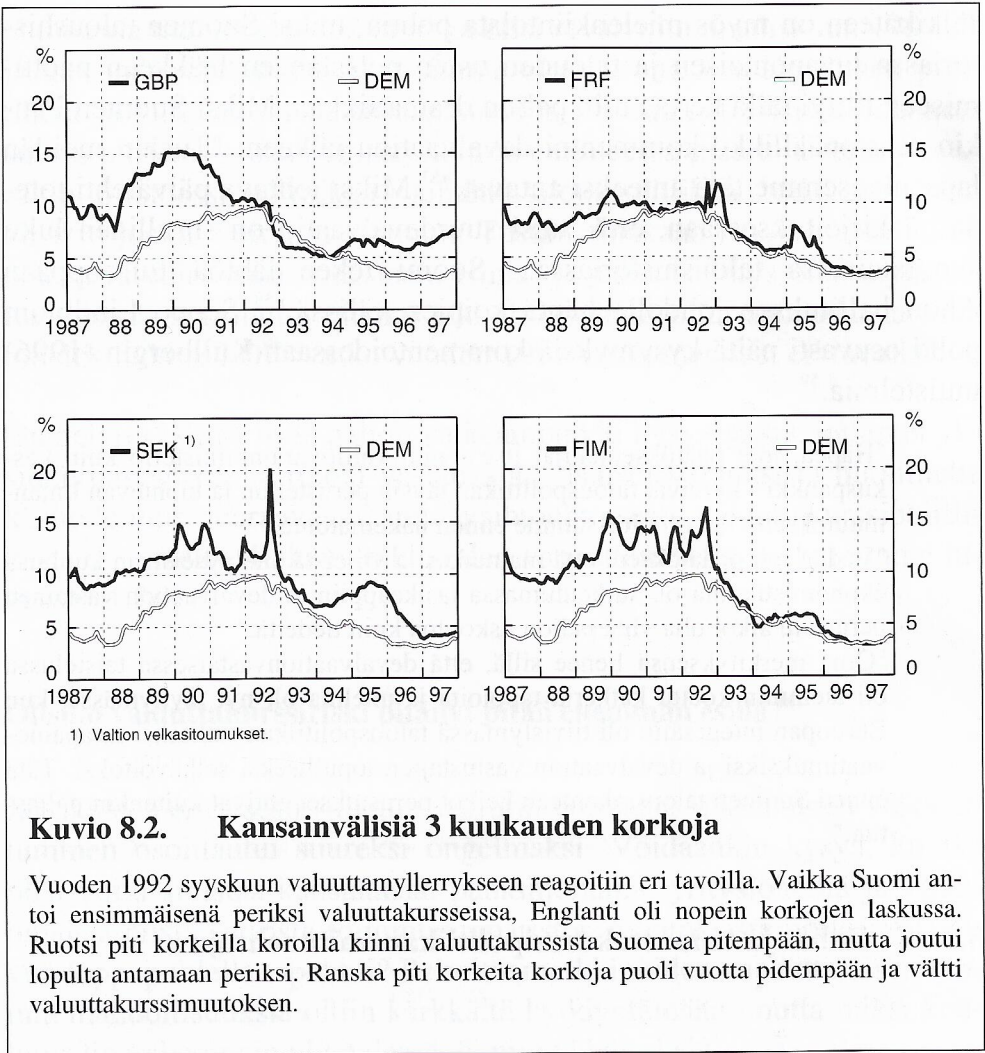 %
GBP
DEM
20
15
10
5
0
1987 88 89 90 91 92 93 94 95 96 97
%
FRF
DEM
20
15
10
5
0
1987 88 89 90 91 92 93 94 95 96 97
%
SEK 1)
DEM
20
15
10
5
0
1987 88 89 90 91 92 93 94 95 96 97
%
FIM
DEM
20
15
10
5
0
1987 88 89 90 91 92 93 94 95 96 97
1) Valtion velkasitoumukset.
Kuvio 8.2. Kansainvälisiä 3 kuukauden korkoja
Vuoden 1992 syyskuun valuuttamyllerrykseen reagoitiin eri tavoilla. Vaikka Suomi an-
toi ensimmäisenä periksi valuuttakursseissa, Englanti oli nopein korkojen laskussa.
Ruotsi piti korkeilla koroilla kiinni valuuttakurssista Suomea pitempään, mutta joutui
lopulta antamaan periksi. Ranska piti korkeita korkoja puoli vuotta pidempään ja vältti
valuuttakurssimuutoksen.